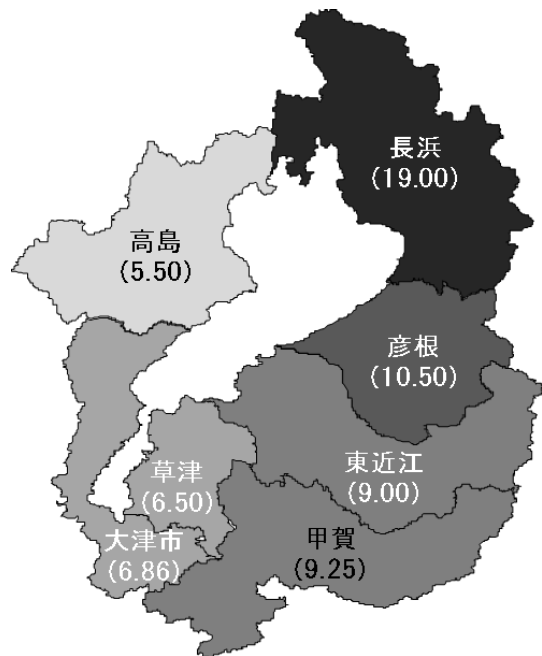 長浜
(19.00)
高島
(5.50)
彦根
(10.50)
東近江
(9.00)
草津
(6.50)
大津市
(6.86)
甲賀
(9.25)